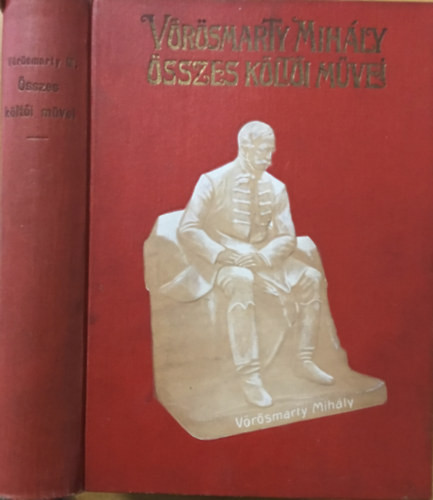 Vörösmarty M.
Összes
költői művei
VÖRÖSMARTY MIHÁLY
ÖSSZES KÖLTŐI MŰVEI
Vörösmarty Mihály